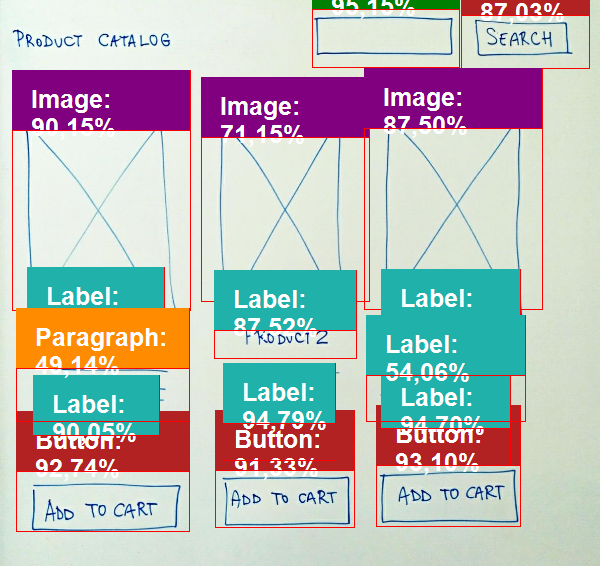 95,15%
87,03%
PRODUCT CATALOG
SEARCH
Image:
90,15%
Image:
71,15%
Image:
87,50%
Label:
Label:
87,52%
Label:
PRODUCT 2
Paragraph:
49,14%
Label:
54,06%
Label:
90,05%
Label:
94,79%
Label:
94,70%
Button:
92,74%
Button:
91,33%
Button:
93,10%
ADD TO CART
ADD TO CART
ADD TO CART